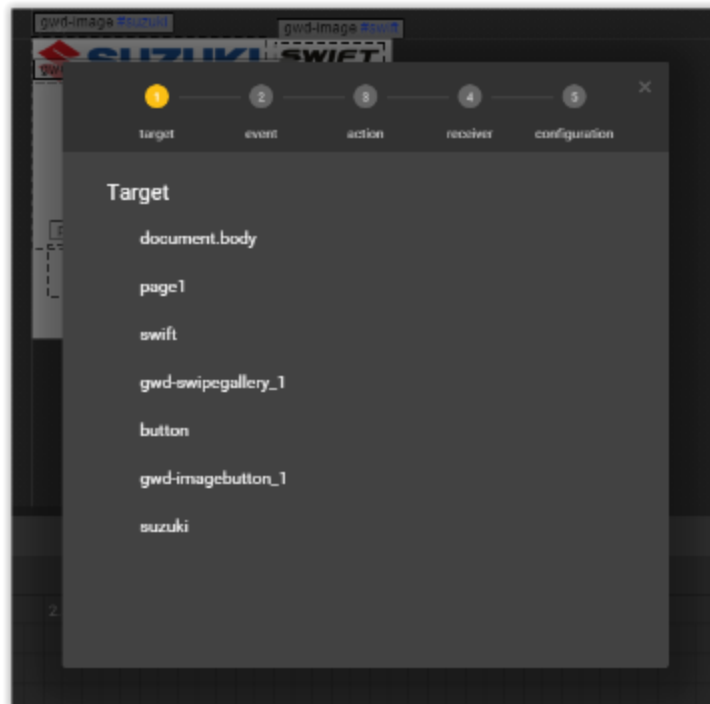 gwd-image #suzuki
gwd-image #swift
SUZUKI SWIFT
1 2 3 4 5 ×
target event action receiver configuration
Target
document.body
page1
swift
gwd-swipegallery_1
button
gwd-imagebutton_1
suzuki